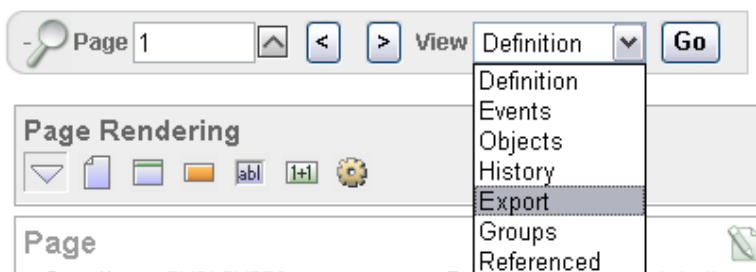 Page 1 < > View Definition Go
Definition
Events
Objects
History
Export
Groups
Referenced
Page Rendering
abl 1+1
Page